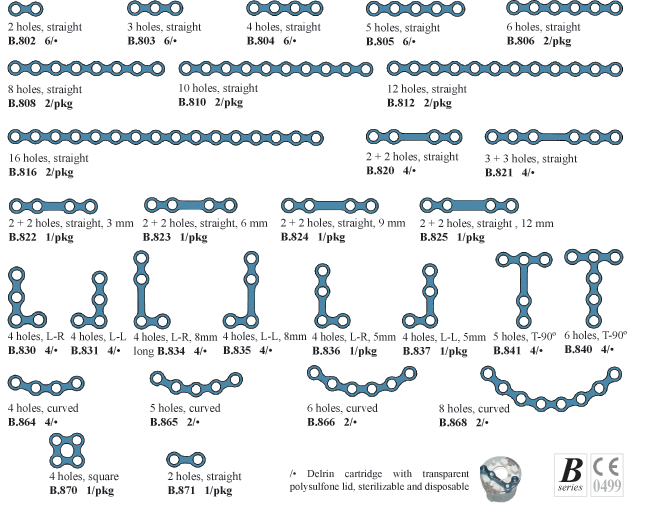 2 holes, straight
B.802 6/•
3 holes, straight
B.803 6/•
4 holes, straight
B.804 6/•
5 holes, straight
B.805 6/•
6 holes, straight
B.806 2/pkg
8 holes, straight
B.808 2/pkg
10 holes, straight
B.810 2/pkg
12 holes, straight
B.812 2/pkg
16 holes, straight
B.816 2/pkg
2 + 2 holes, straight
B.820 4/•
3 + 3 holes, straight
B.821 4/•
2 + 2 holes, straight, 3 mm
B.822 1/pkg
2 + 2 holes, straight, 6 mm
B.823 1/pkg
2 + 2 holes, straight, 9 mm
B.824 1/pkg
2 + 2 holes, straight , 12 mm
B.825 1/pkg
4 holes, L-R
B.830 4/•
4 holes, L-L
B.831 4/•
4 holes, L-R, 8mm
long B.834 4/•
4 holes, L-L, 8mm
B.835 4/•
4 holes, L-R, 5mm
B.836 1/pkg
4 holes, L-L, 5mm
B.837 1/pkg
5 holes, T-90º
B.841 4/•
6 holes, T-90º
B.840 4/•
4 holes, curved
B.864 4/•
5 holes, curved
B.865 2/•
6 holes, curved
B.866 2/•
8 holes, curved
B.868 2/•
4 holes, square
B.870 1/pkg
2 holes, straight
B.871 1/pkg
/• Delrin cartridge with transparent
polysulfone lid, sterilizable and disposable
B
series
CE
0499